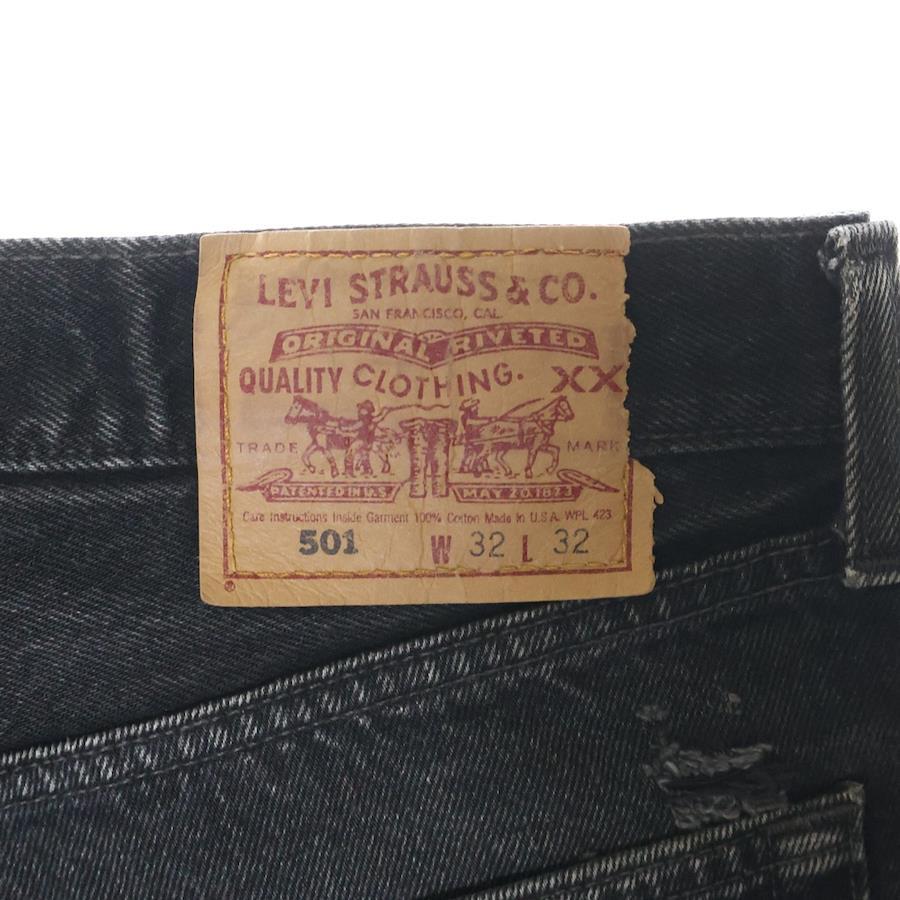 LEVI STRAUSS & CO.
SAN FRANCISCO, CAL.
ORIGINAL RIVETED
QUALITY CLOTHING. XX
TRADE MARK
PATENTED IN U.S. MAY 20 1873
Care Instructions Inside Garment 100% Cotton Made in U.S.A. WPL 423
501 W 32 L 32
®